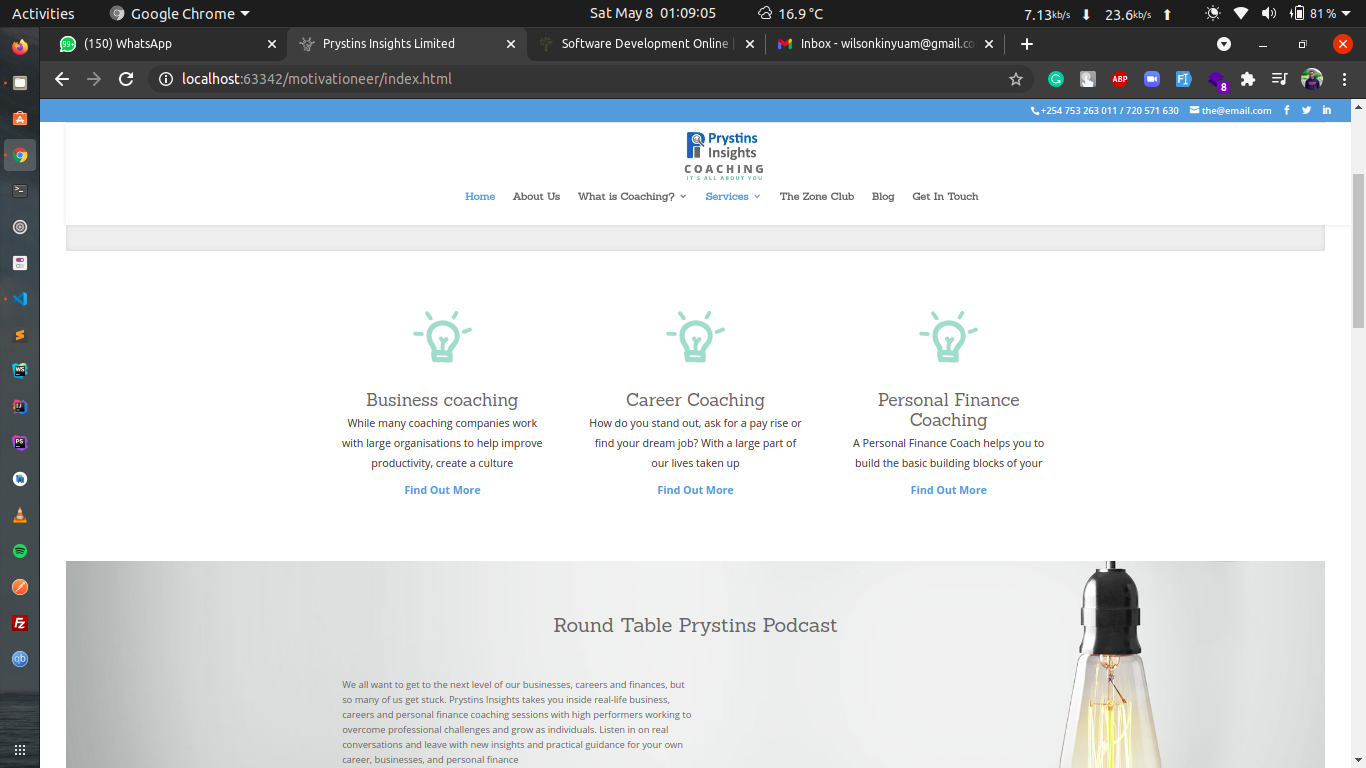 Activities
Google Chrome
Sat May 8 01:09:05
16.9 °C
7.13kb/s
23.6kb/s
81 %
99+
(150) WhatsApp
Prystins Insights Limited
Software Development Online |
Inbox - wilsonkinyuam@gmail.co
localhost:63342/motivationeer/index.html
ABP
8
+254 753 263 011 / 720 571 630
the@email.com
Prystins
Insights
COACHING
IT'S ALL ABOUT YOU
Home
About Us
What is Coaching?
Services
The Zone Club
Blog
Get In Touch
Business coaching
While many coaching companies work
with large organisations to help improve
productivity, create a culture
Find Out More
Career Coaching
How do you stand out, ask for a pay rise or
find your dream job? With a large part of
our lives taken up
Find Out More
Personal Finance
Coaching
A Personal Finance Coach helps you to
build the basic building blocks of your
Find Out More
Round Table Prystins Podcast
We all want to get to the next level of our businesses, careers and finances, but
so many of us get stuck. Prystins Insights takes you inside real-life business,
careers and personal finance coaching sessions with high performers working to
overcome professional challenges and grow as individuals. Listen in on real
conversations and leave with new insights and practical guidance for your own
career, businesses, and personal finance
WS
PS
Fz
qb